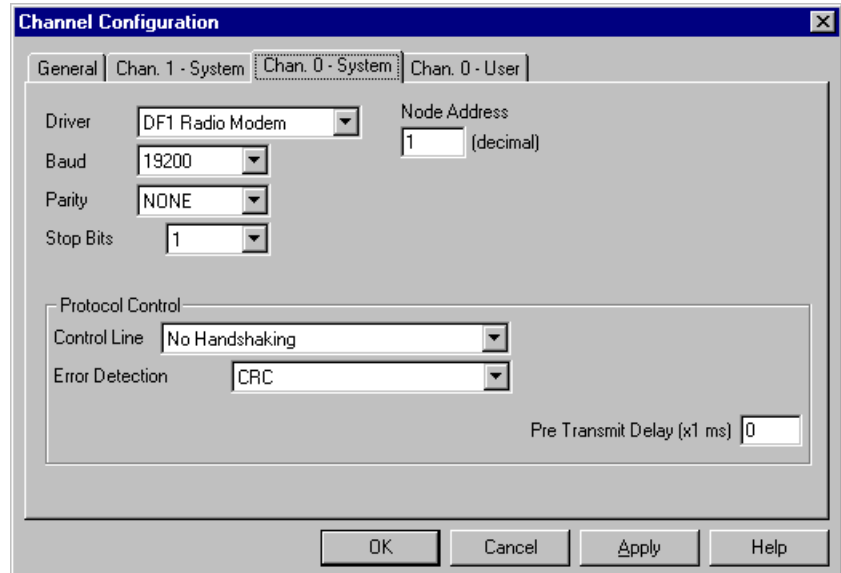 Channel Configuration
General
Chan. 1 - System
Chan. 0 - System
Chan. 0 - User
Driver
DF1 Radio Modem
Node Address
1
(decimal)
Baud
19200
Parity
NONE
Stop Bits
1
Protocol Control
Control Line
No Handshaking
Error Detection
CRC
Pre Transmit Delay (x1 ms)
0
OK
Cancel
Apply
Help